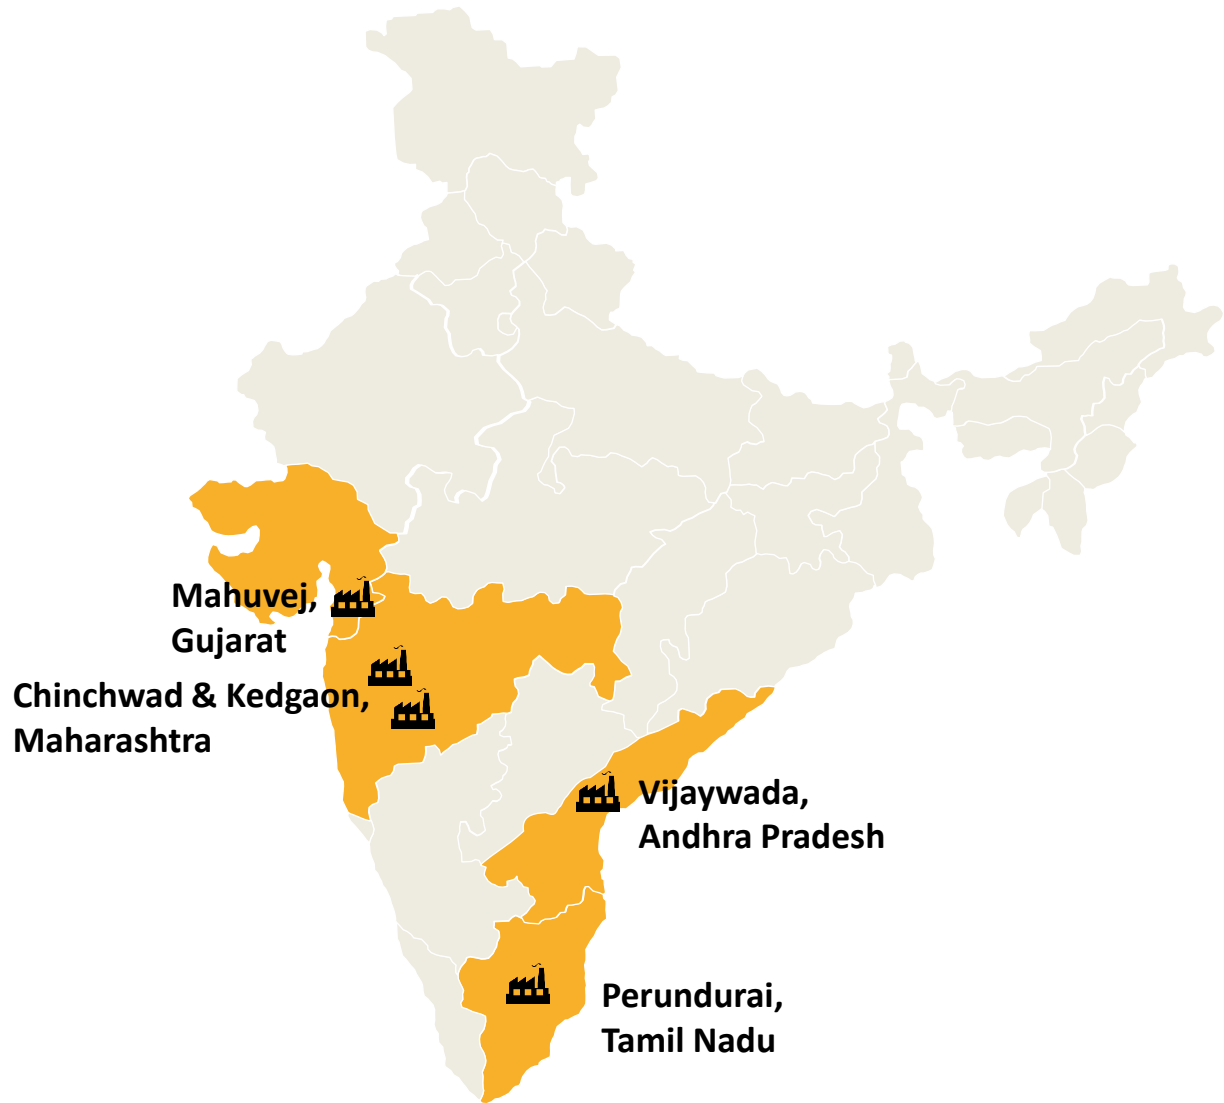 Mahuvej,
Gujarat
Chinchwad & Kedgaon,
Maharashtra
Vijaywada,
Andhra Pradesh
Perundurai,
Tamil Nadu